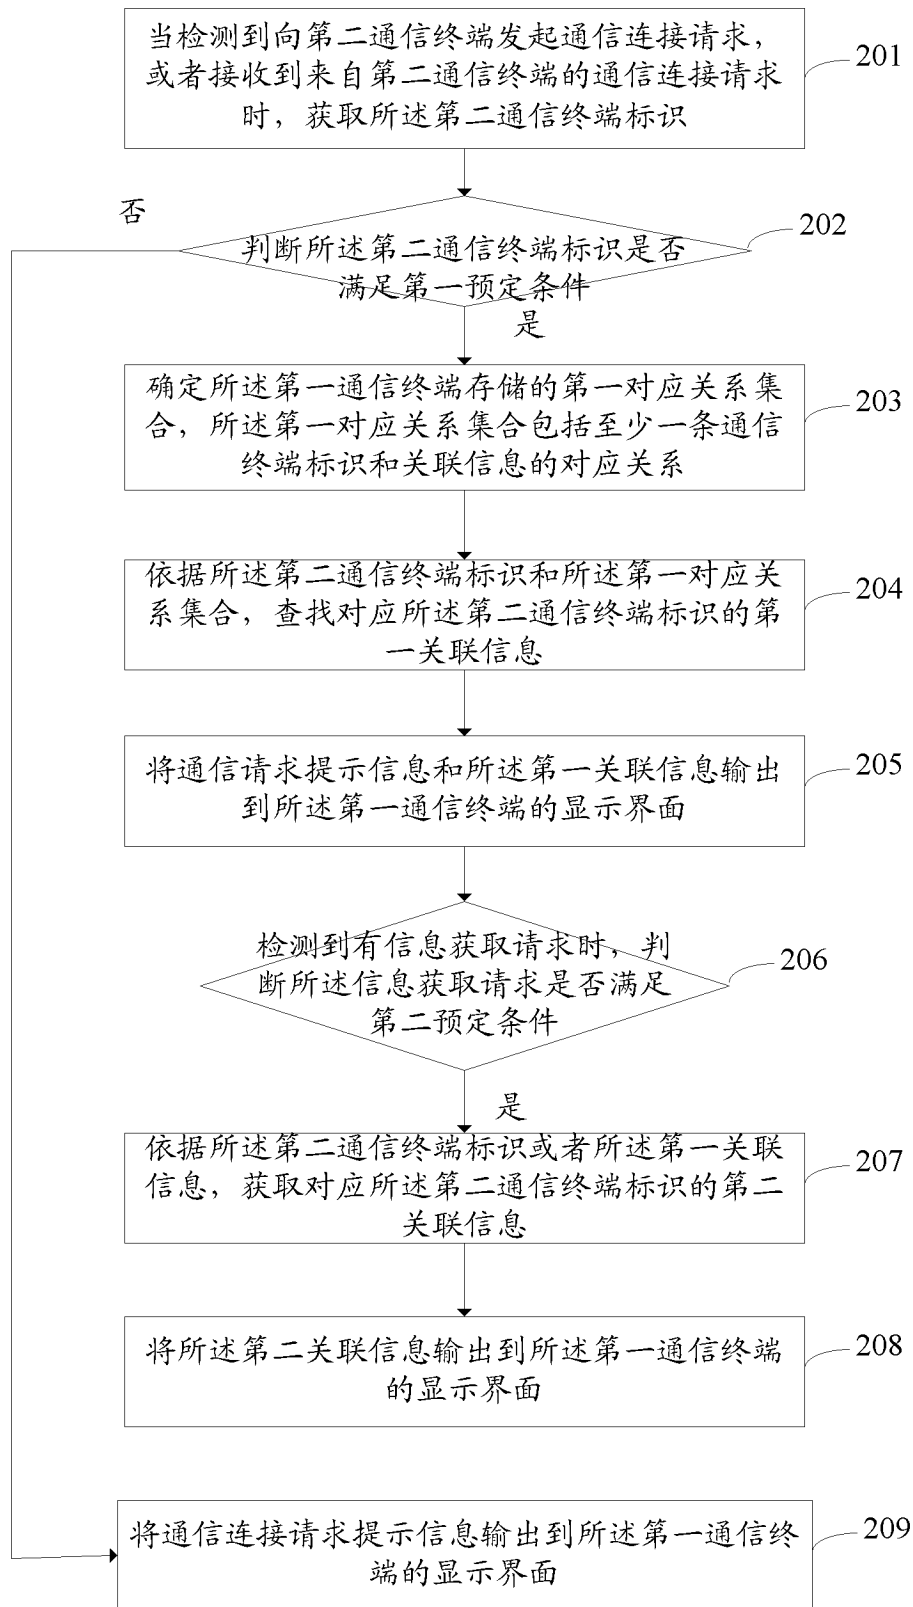 当检测到向第二通信终端发起通信连接请求，
或者接收到来自第二通信终端的通信连接请求
时，获取所述第二通信终端标识
201
否
202
判断所述第二通信终端标识是否
满足第一预定条件
是
确定所述第一通信终端存储的第一对应关系集
合，所述第一对应关系集合包括至少一条通信
终端标识和关联信息的对应关系
203
依据所述第二通信终端标识和所述第一对应关
系集合，查找对应所述第二通信终端标识的第
一关联信息
204
将通信请求提示信息和所述第一关联信息输出
到所述第一通信终端的显示界面
205
检测到有信息获取请求时，判
断所述信息获取请求是否满足
第二预定条件
206
是
依据所述第二通信终端标识或者所述第一关联
信息，获取对应所述第二通信终端标识的第二
关联信息
207
将所述第二关联信息输出到所述第一通信终端
的显示界面
208
将通信连接请求提示信息输出到所述第一通信终
端的显示界面
209